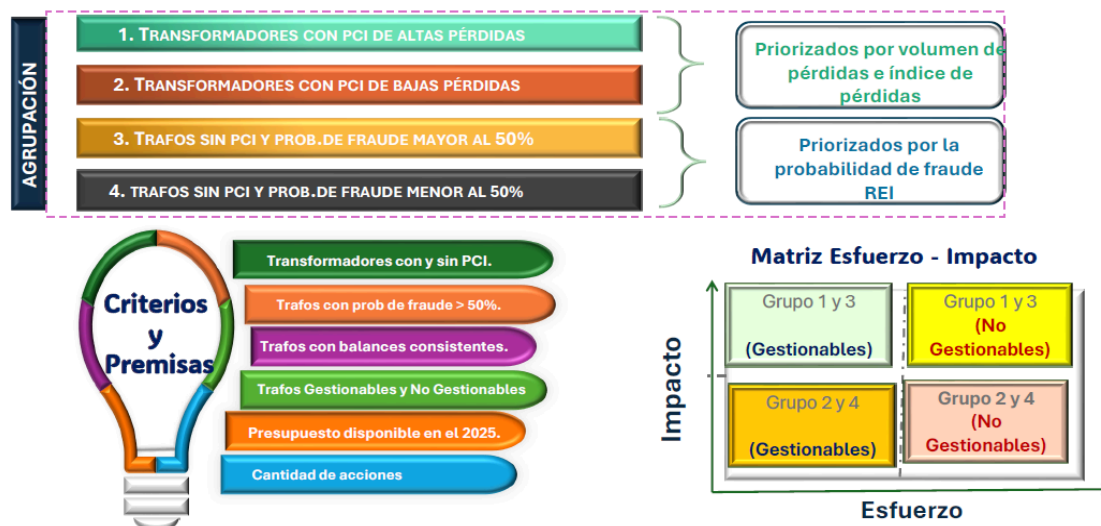 AGRUPACIÓN
1. TRANSFORMADORES CON PCI DE ALTAS PÉRDIDAS
2. TRANSFORMADORES CON PCI DE BAJAS PÉRDIDAS
3. TRAFOS SIN PCI Y PROB.DE FRAUDE MAYOR AL 50%
4. TRAFOS SIN PCI Y PROB.DE FRAUDE MENOR AL 50%
Priorizados por volumen de
pérdidas e índice de
pérdidas
Priorizados por la
probabilidad de fraude
REI
Criterios
y
Premisas
Transformadores con y sin PCI.
Trafos con prob de fraude > 50%.
Trafos con balances consistentes.
Trafos Gestionables y No Gestionables
Presupuesto disponible en el 2025.
Cantidad de acciones
Matriz Esfuerzo - Impacto
Impacto
Grupo 1 y 3
(Gestionables)
Grupo 1 y 3
(No
Gestionables)
Grupo 2 y 4
(Gestionables)
Grupo 2 y 4
(No
Gestionables)
Esfuerzo